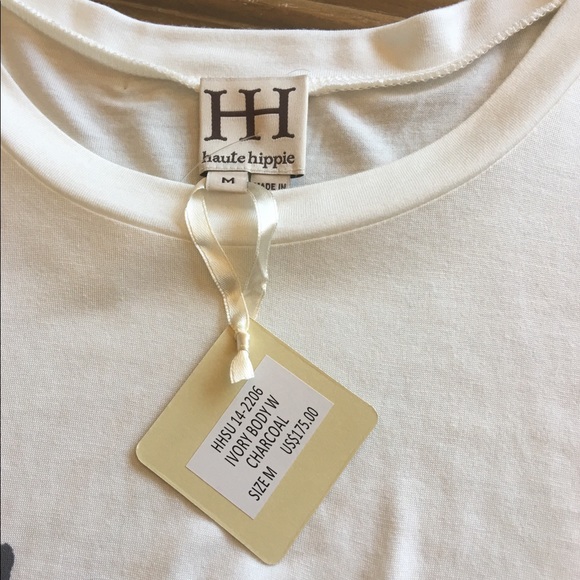 HH
haute hippie
M
MADE IN
HHSU 14-2206
IVORY BODY W
CHARCOAL
SIZE M US$175.00